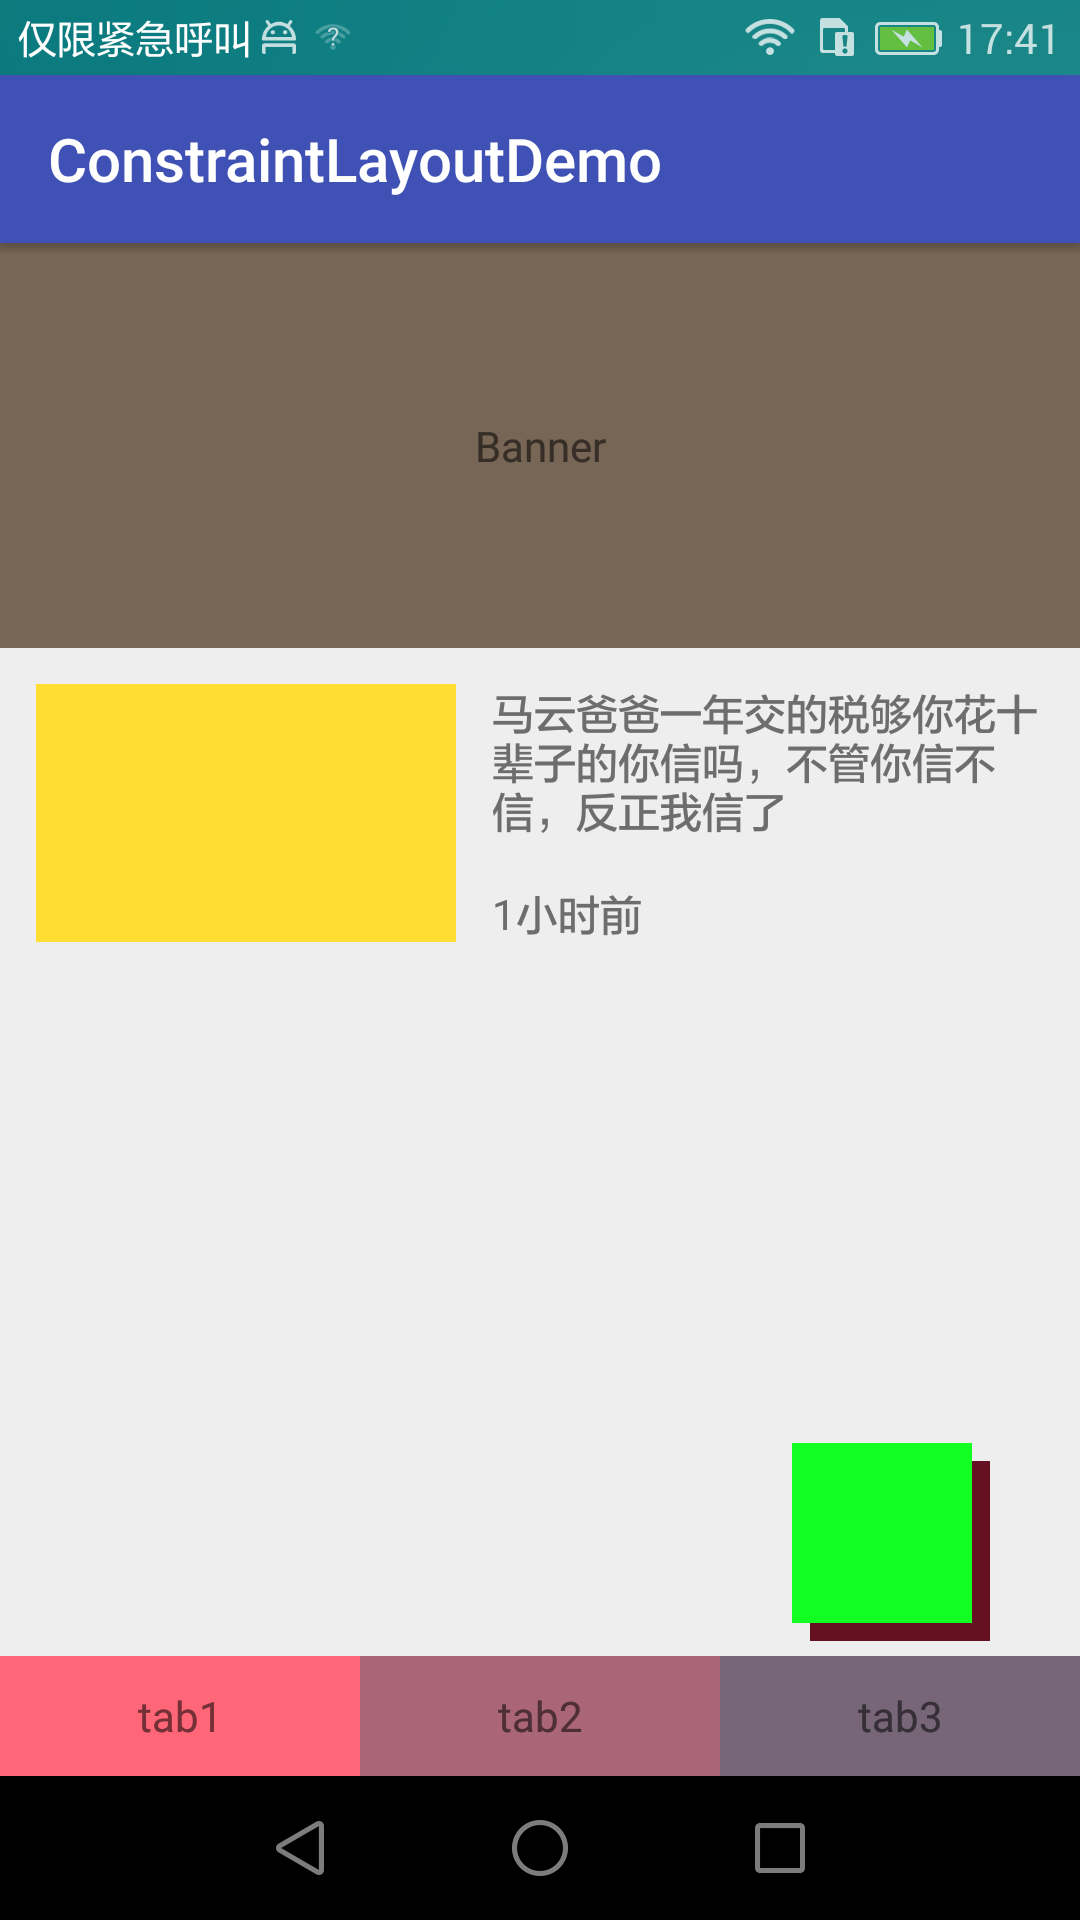 仅限紧急呼叫 17:41
ConstraintLayoutDemo
Banner
马云爸爸一年交的税够你花十
辈子的你信吗，不管你信不
信，反正我信了
1小时前
tab1 tab2 tab3